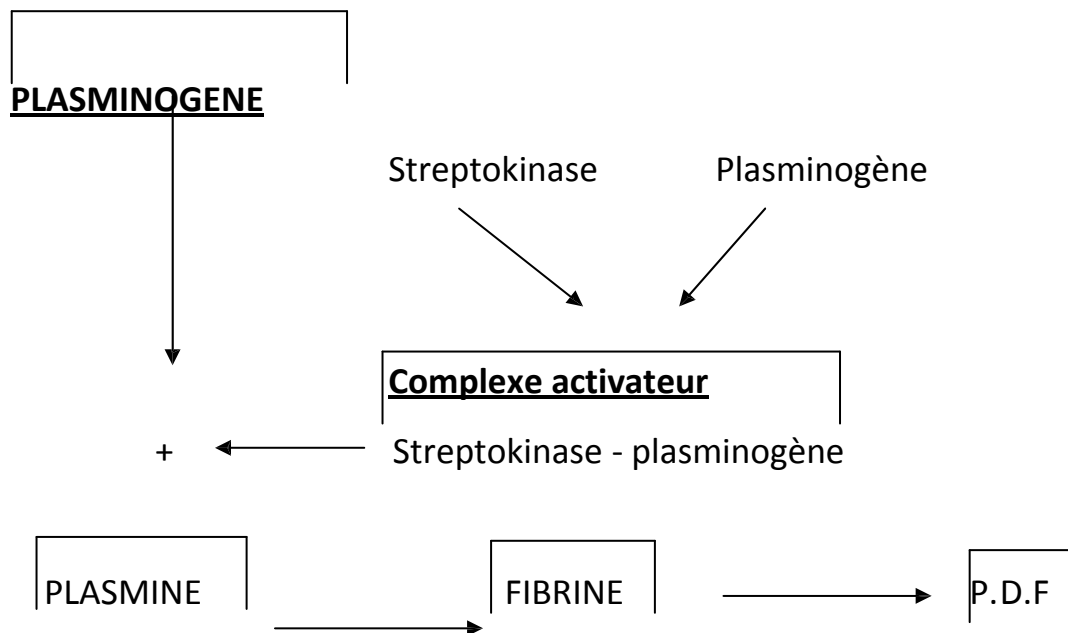 PLASMINOGENE
Streptokinase Plasminogène
Complexe activateur
+ Streptokinase - plasminogène
PLASMINE FIBRINE P.D.F